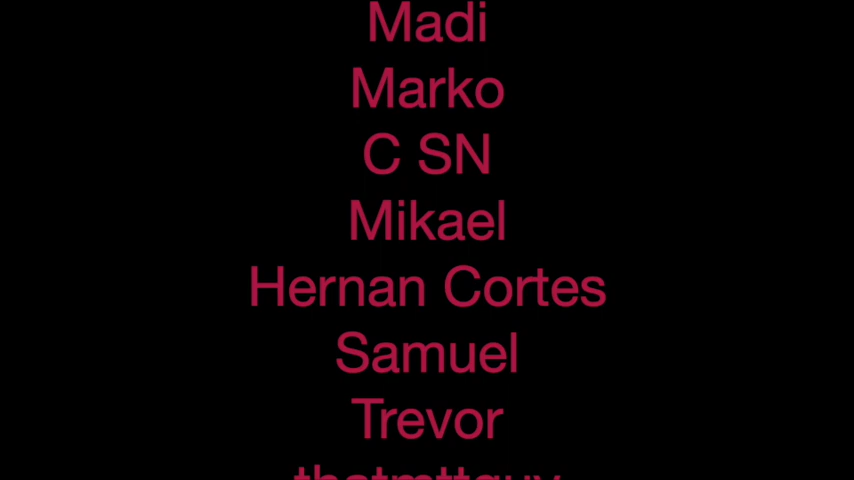 Madi
Marko
C SN
Mikael
Hernan Cortes
Samuel
Trevor